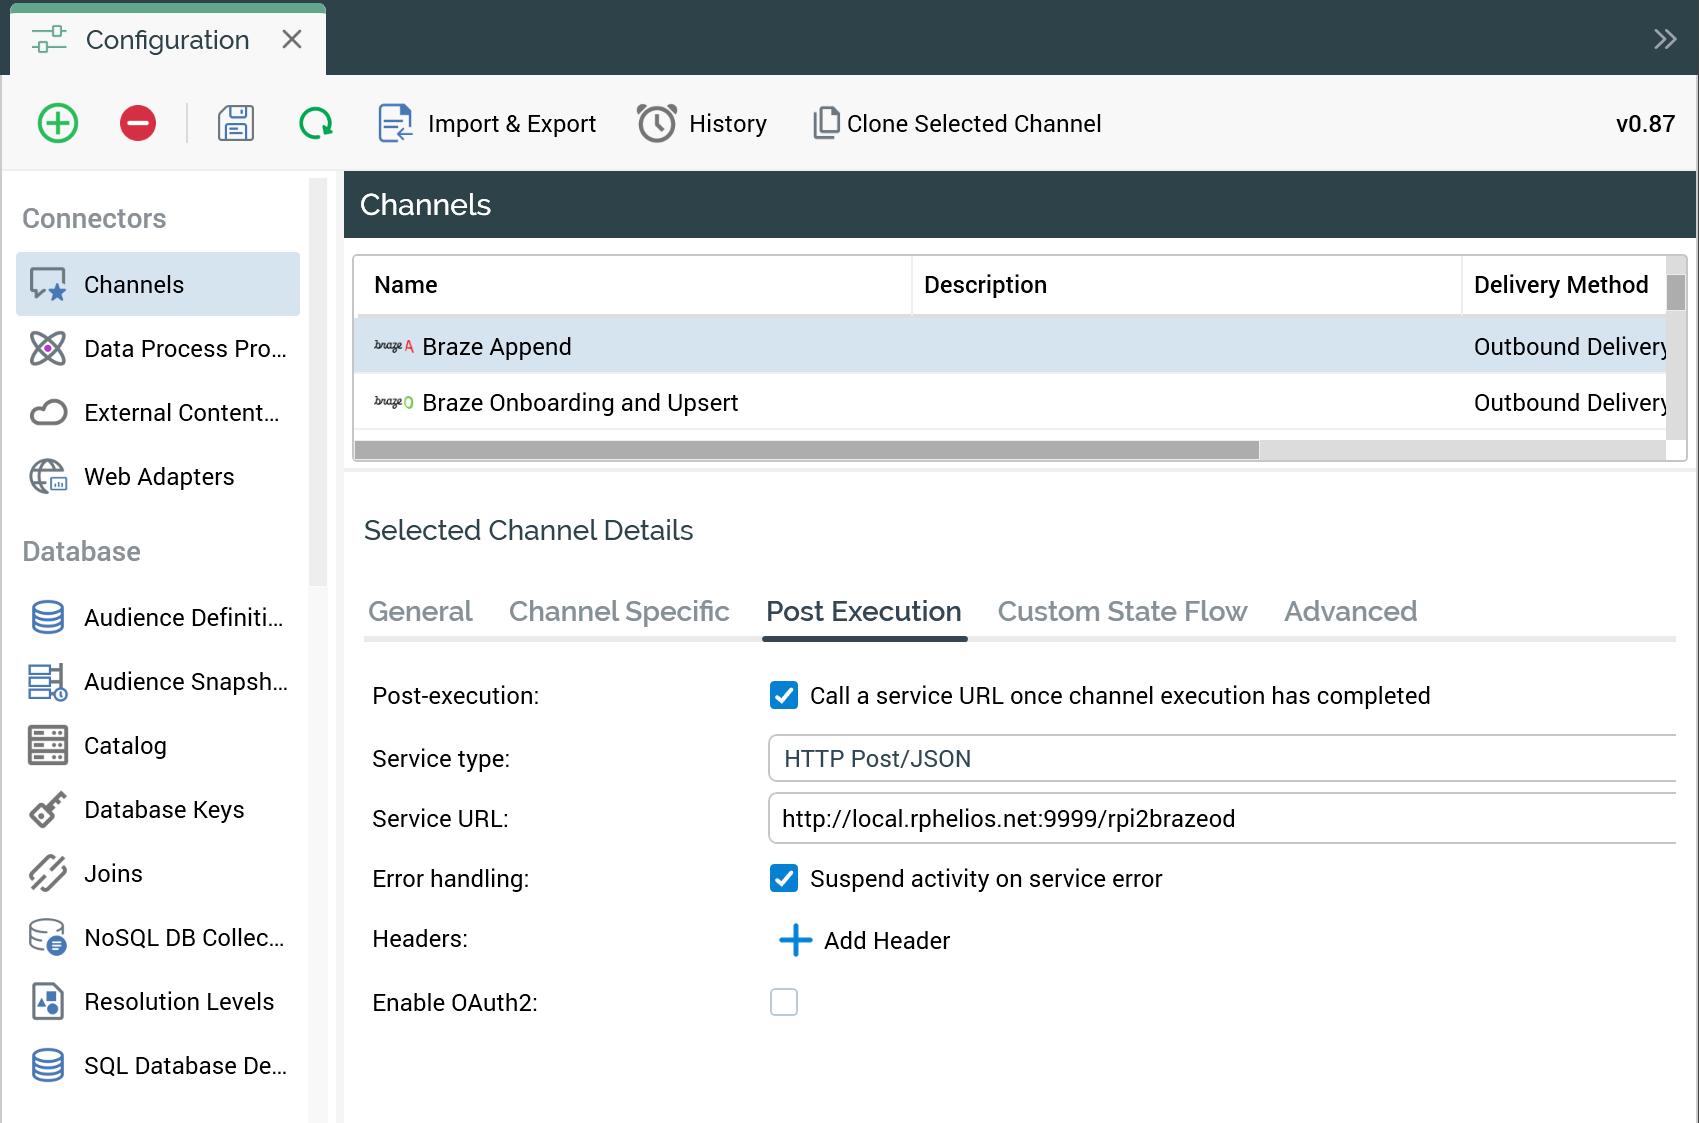 Configuration
Import & Export
History
Clone Selected Channel
v0.87
Connectors
Channels
Data Process Pro...
External Content...
Web Adapters
Database
Audience Definiti...
Audience Snapsh...
Catalog
Database Keys
Joins
NoSQL DB Collec...
Resolution Levels
SQL Database De...
Channels
Name Description Delivery Method
braze A Braze Append Outbound Delivery
braze O Braze Onboarding and Upsert Outbound Delivery
Selected Channel Details
General Channel Specific Post Execution Custom State Flow Advanced
Post-execution: Call a service URL once channel execution has completed
Service type: HTTP Post/JSON
Service URL: http://local.rphelios.net:9999/rpi2brazeod
Error handling: Suspend activity on service error
Headers: Add Header
Enable OAuth2: